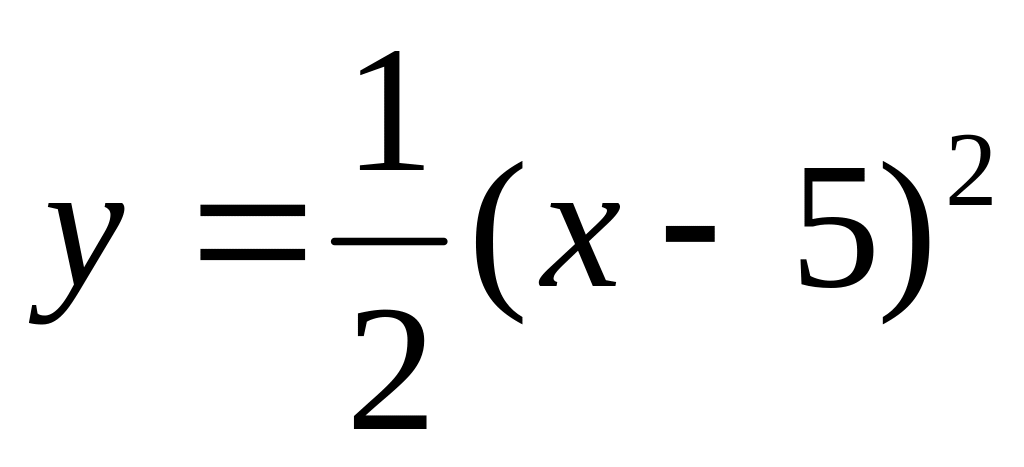 y = 1/2 (x - 5)²